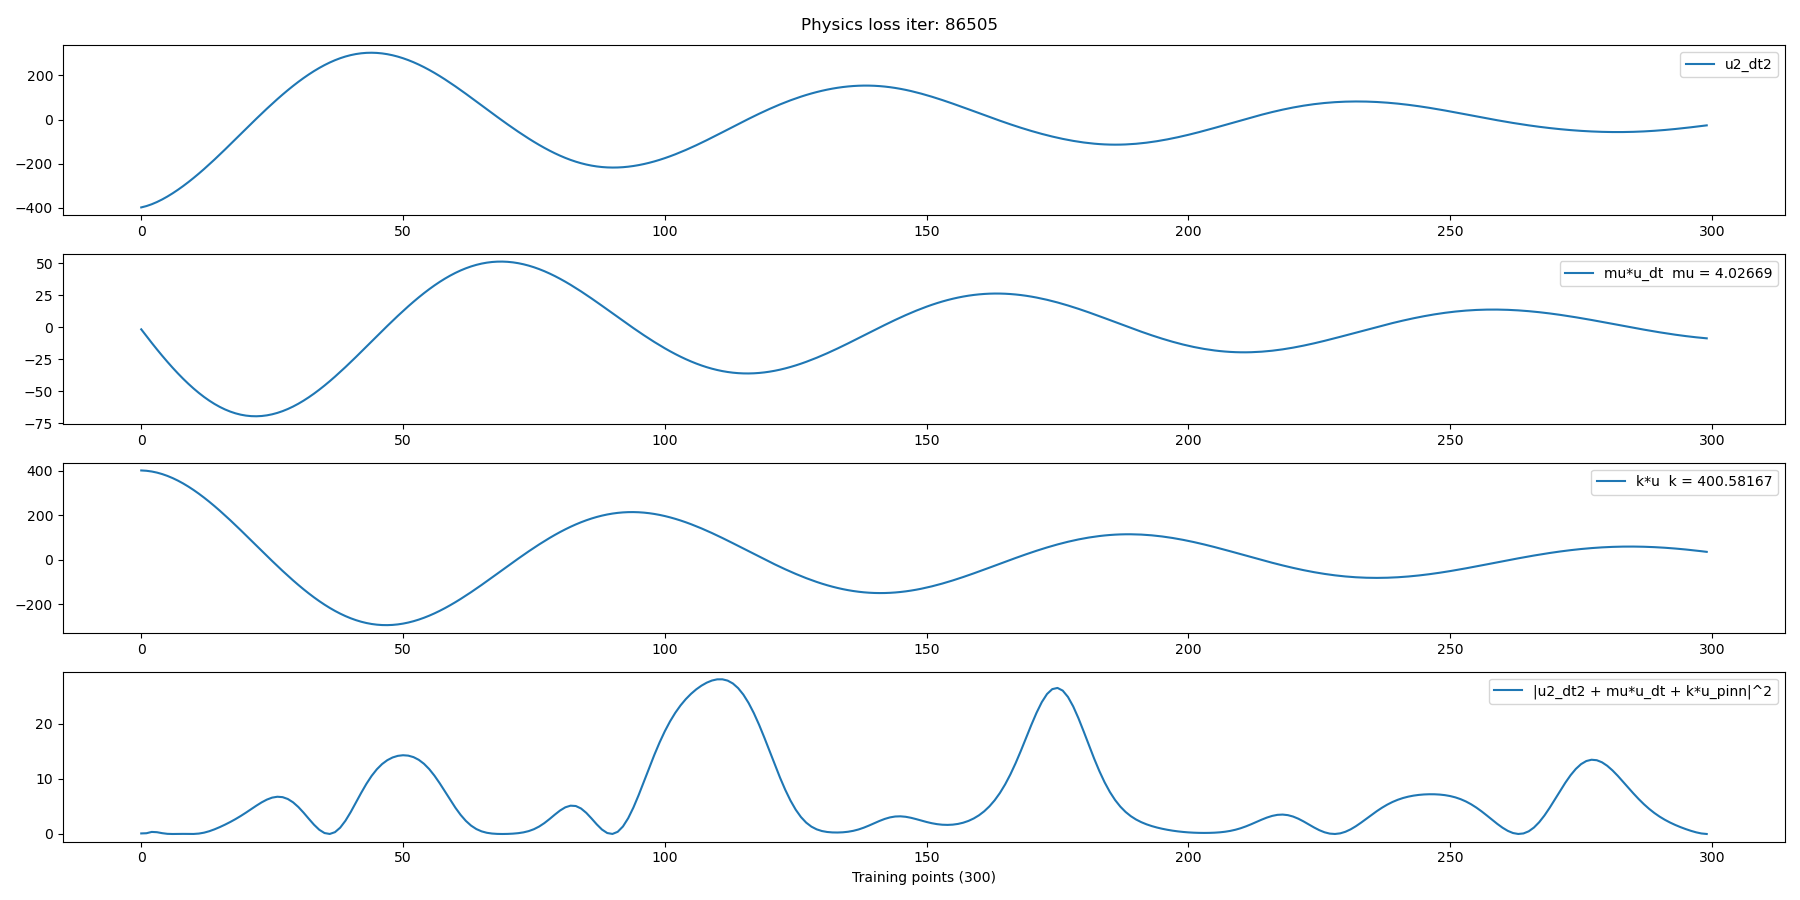 Physics loss iter: 86505
u2_dt2
200
0
−200
−400
0 50 100 150 200 250 300
mu*u_dt mu = 4.02669
50
25
0
−25
−50
−75
0 50 100 150 200 250 300
k*u k = 400.58167
400
200
0
−200
0 50 100 150 200 250 300
|u2_dt2 + mu*u_dt + k*u_pinn|^2
20
10
0
0 50 100 150 200 250 300
Training points (300)